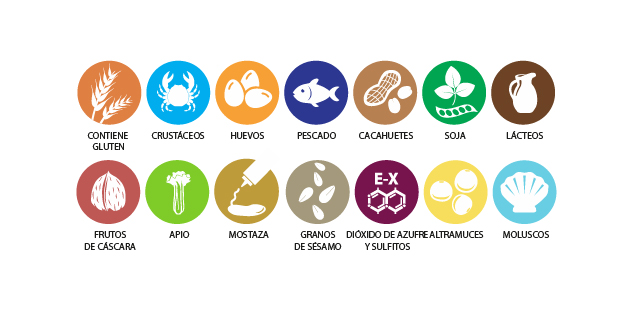 CONTIENE
GLUTEN
CRUSTÁCEOS
HUEVOS
PESCADO
CACAHUETES
SOJA
LÁCTEOS
FRUTOS
DE CÁSCARA
APIO
MOSTAZA
GRANOS
DE SÉSAMO
E-X
DIÓXIDO DE AZUFRE
Y SULFITOS
ALTRAMUCES
MOLUSCOS